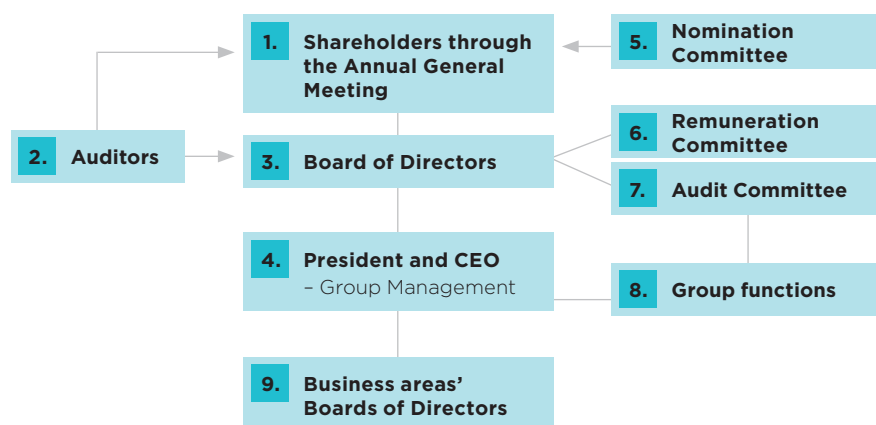 1. Shareholders through
the Annual General
Meeting
5. Nomination
Committee
2. Auditors
3. Board of Directors
6. Remuneration
Committee
7. Audit Committee
4. President and CEO
– Group Management
8. Group functions
9. Business areas’
Boards of Directors